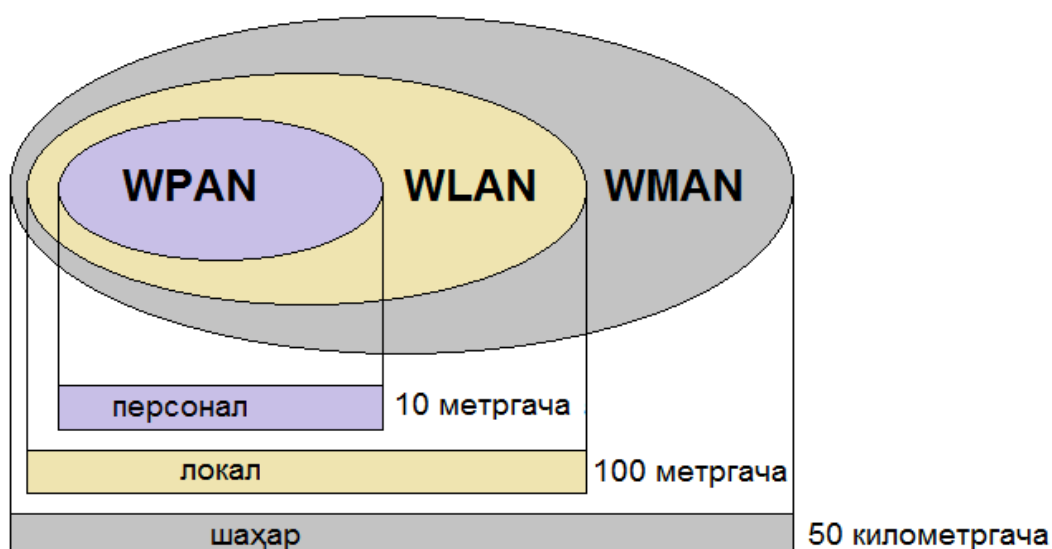 WPAN WLAN WMAN
персонал 10 метргача
локал 100 метргача
шаҳар 50 километргача